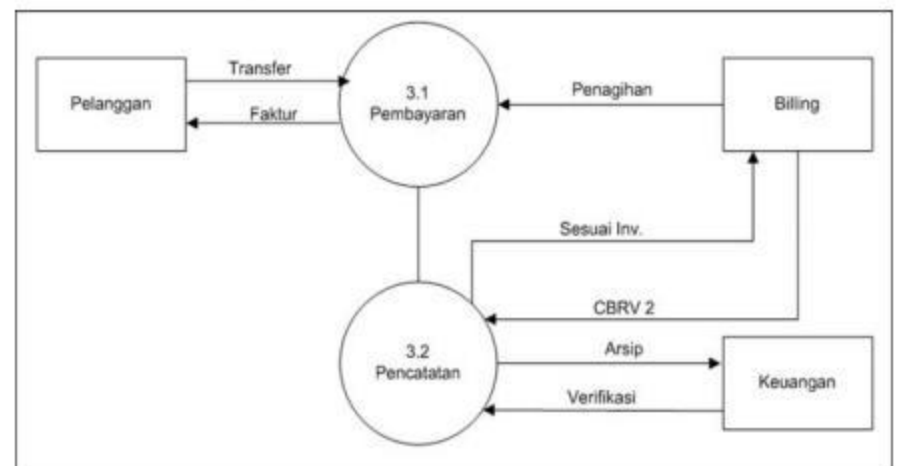 Pelanggan
Transfer
Faktur
3.1
Pembayaran
Penagihan
Billing
Sesuai Inv.
CBRV 2
3.2
Pencatatan
Arsip
Verifikasi
Keuangan